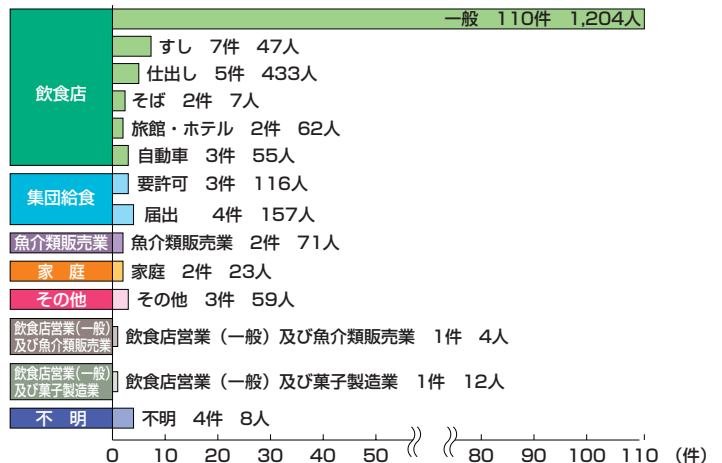 飲食店
一般 110件 1,204人
すし 7件 47人
仕出し 5件 433人
そば 2件 7人
旅館・ホテル 2件 62人
自動車 3件 55人
集団給食
要許可 3件 116人
届出 4件 157人
魚介類販売業 魚介類販売業 2件 71人
家庭 家庭 2件 23人
その他 その他 3件 59人
飲食店営業(一般)
及び魚介類販売業
飲食店営業(一般)及び魚介類販売業 1件 4人
飲食店営業(一般)
及び菓子製造業
飲食店営業(一般)及び菓子製造業 1件 12人
不明 不明 4件 8人
0 10 20 30 40 50 80 90 100 110 (件)